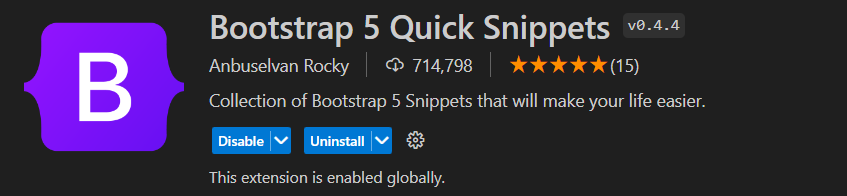 B
Bootstrap 5 Quick Snippets v0.4.4
Anbuselvan Rocky 714,798 (15)
Collection of Bootstrap 5 Snippets that will make your life easier.
Disable Uninstall
This extension is enabled globally.